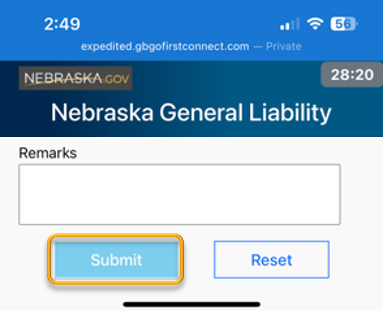 2:49
56
expedited.gbgofirstconnect.com — Private
NEBRASKA.GOV
28:20
Nebraska General Liability
Remarks
Submit
Reset